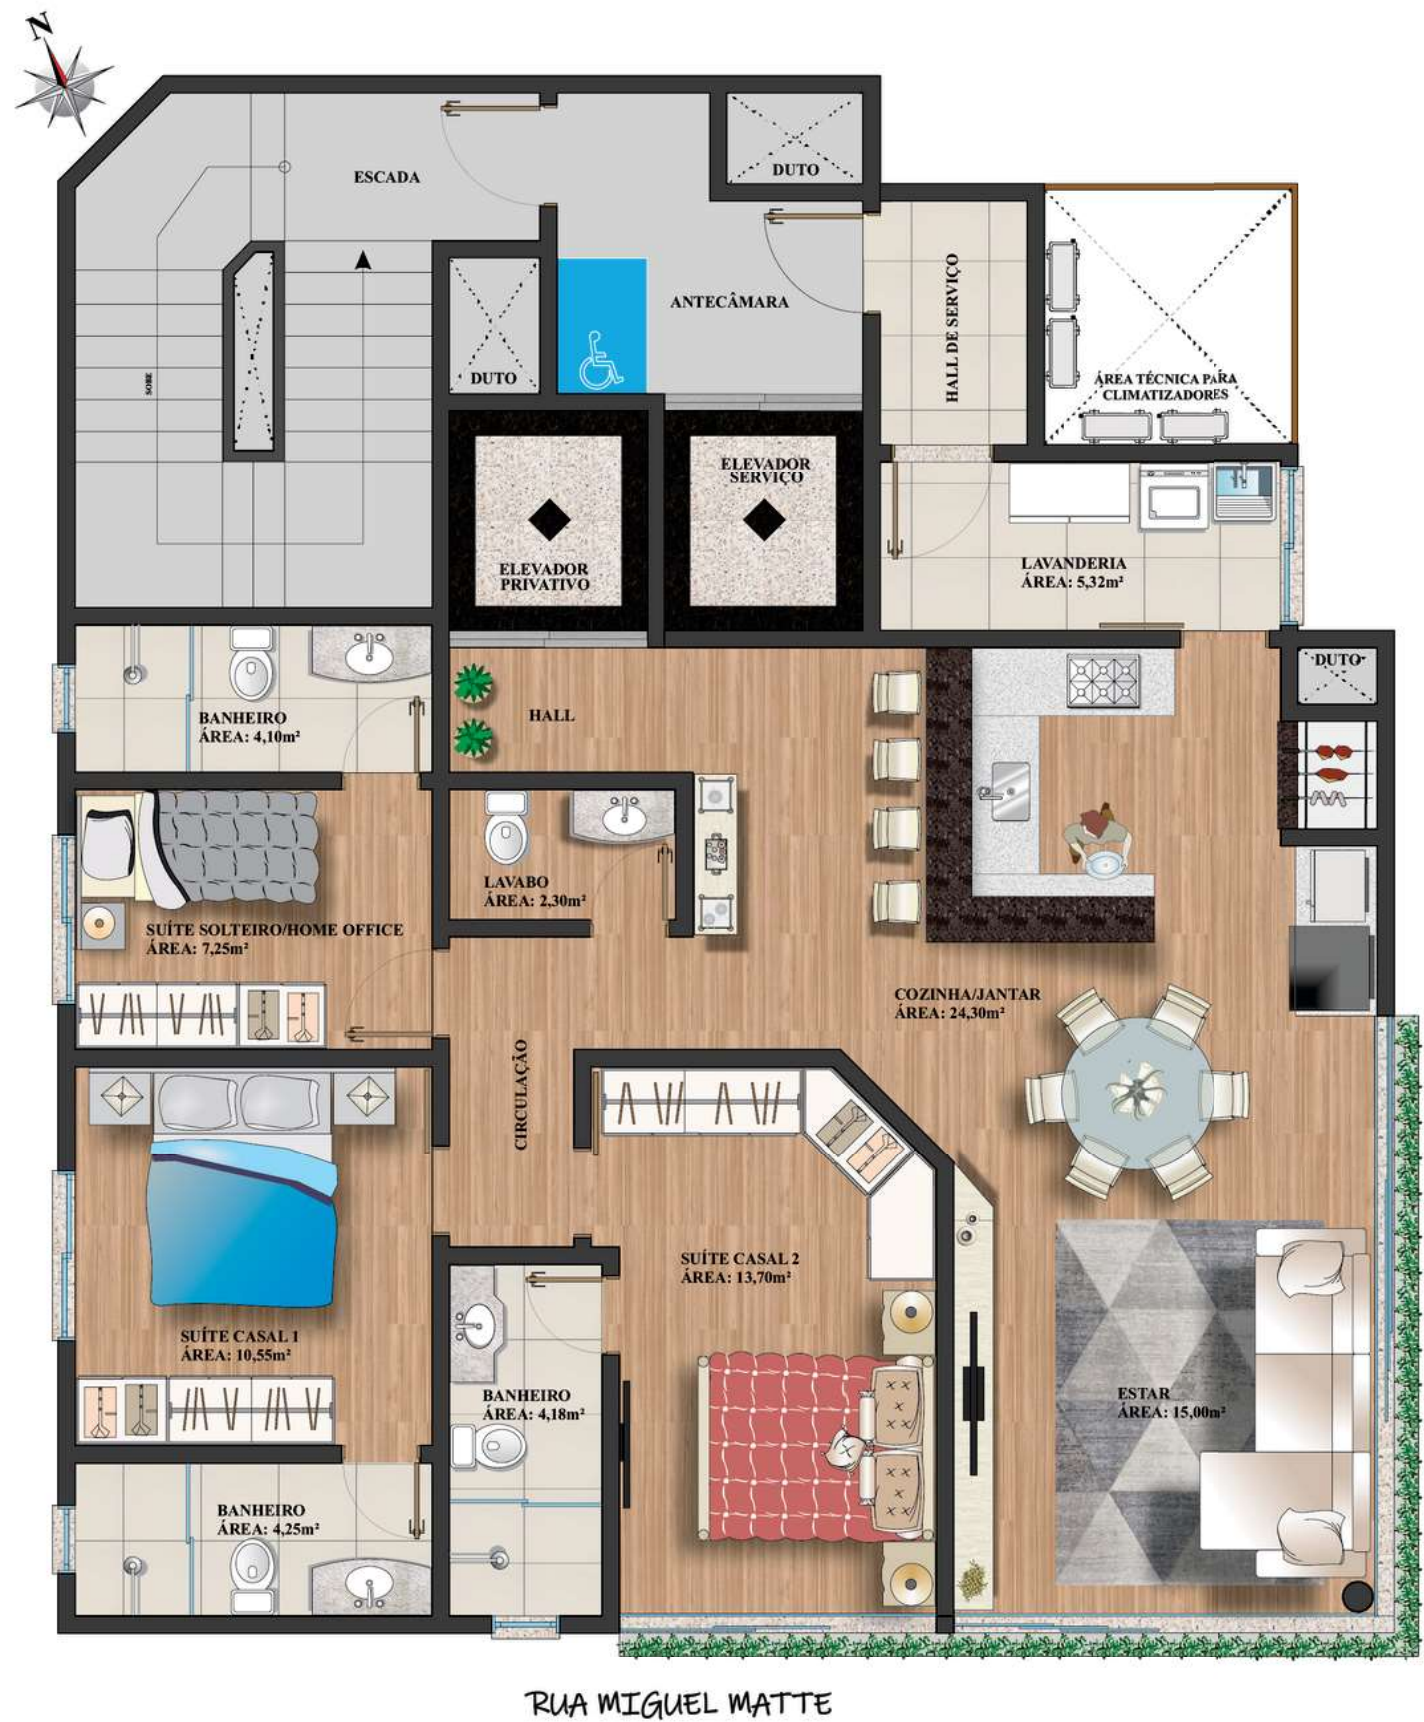 N
ESCADA
DUTO
ANTECÂMARA
HALL DE SERVIÇO
DUTO
SOBE
ÁREA TÉCNICA PARA
CLIMATIZADORES
ELEVADOR
SERVIÇO
ELEVADOR
PRIVATIVO
LAVANDERIA
ÁREA: 5,32m²
DUTO
HALL
BANHEIRO
ÁREA: 4,10m²
LAVABO
ÁREA: 2,30m²
SUÍTE SOLTEIRO/HOME OFFICE
ÁREA: 7,25m²
COZINHA/JANTAR
ÁREA: 24,30m²
CIRCULAÇÃO
SUÍTE CASAL 2
ÁREA: 13,70m²
SUÍTE CASAL 1
ÁREA: 10,55m²
BANHEIRO
ÁREA: 4,18m²
ESTAR
ÁREA: 15,00m²
BANHEIRO
ÁREA: 4,25m²
RUA MIGUEL MATTE